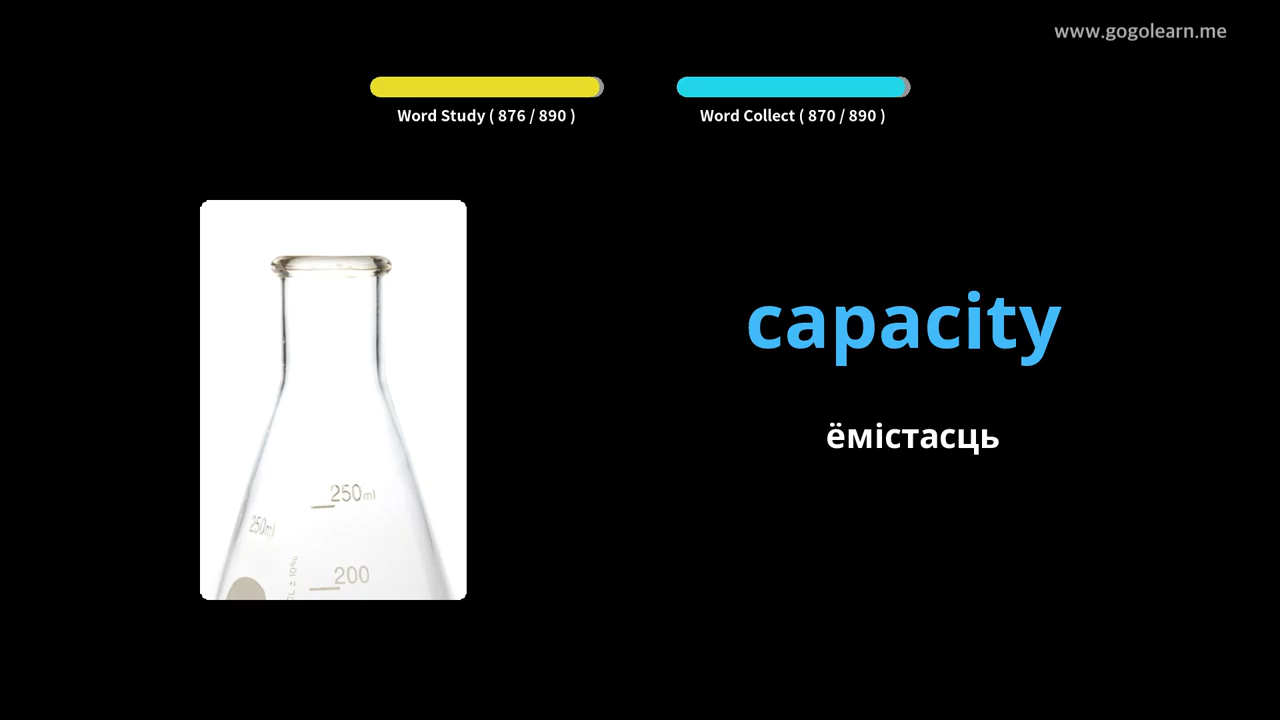 www.gogolearn.me
Word Study ( 876 / 890 )
Word Collect ( 870 / 890 )
capacity
ёмістасць
250ml
250ml
200